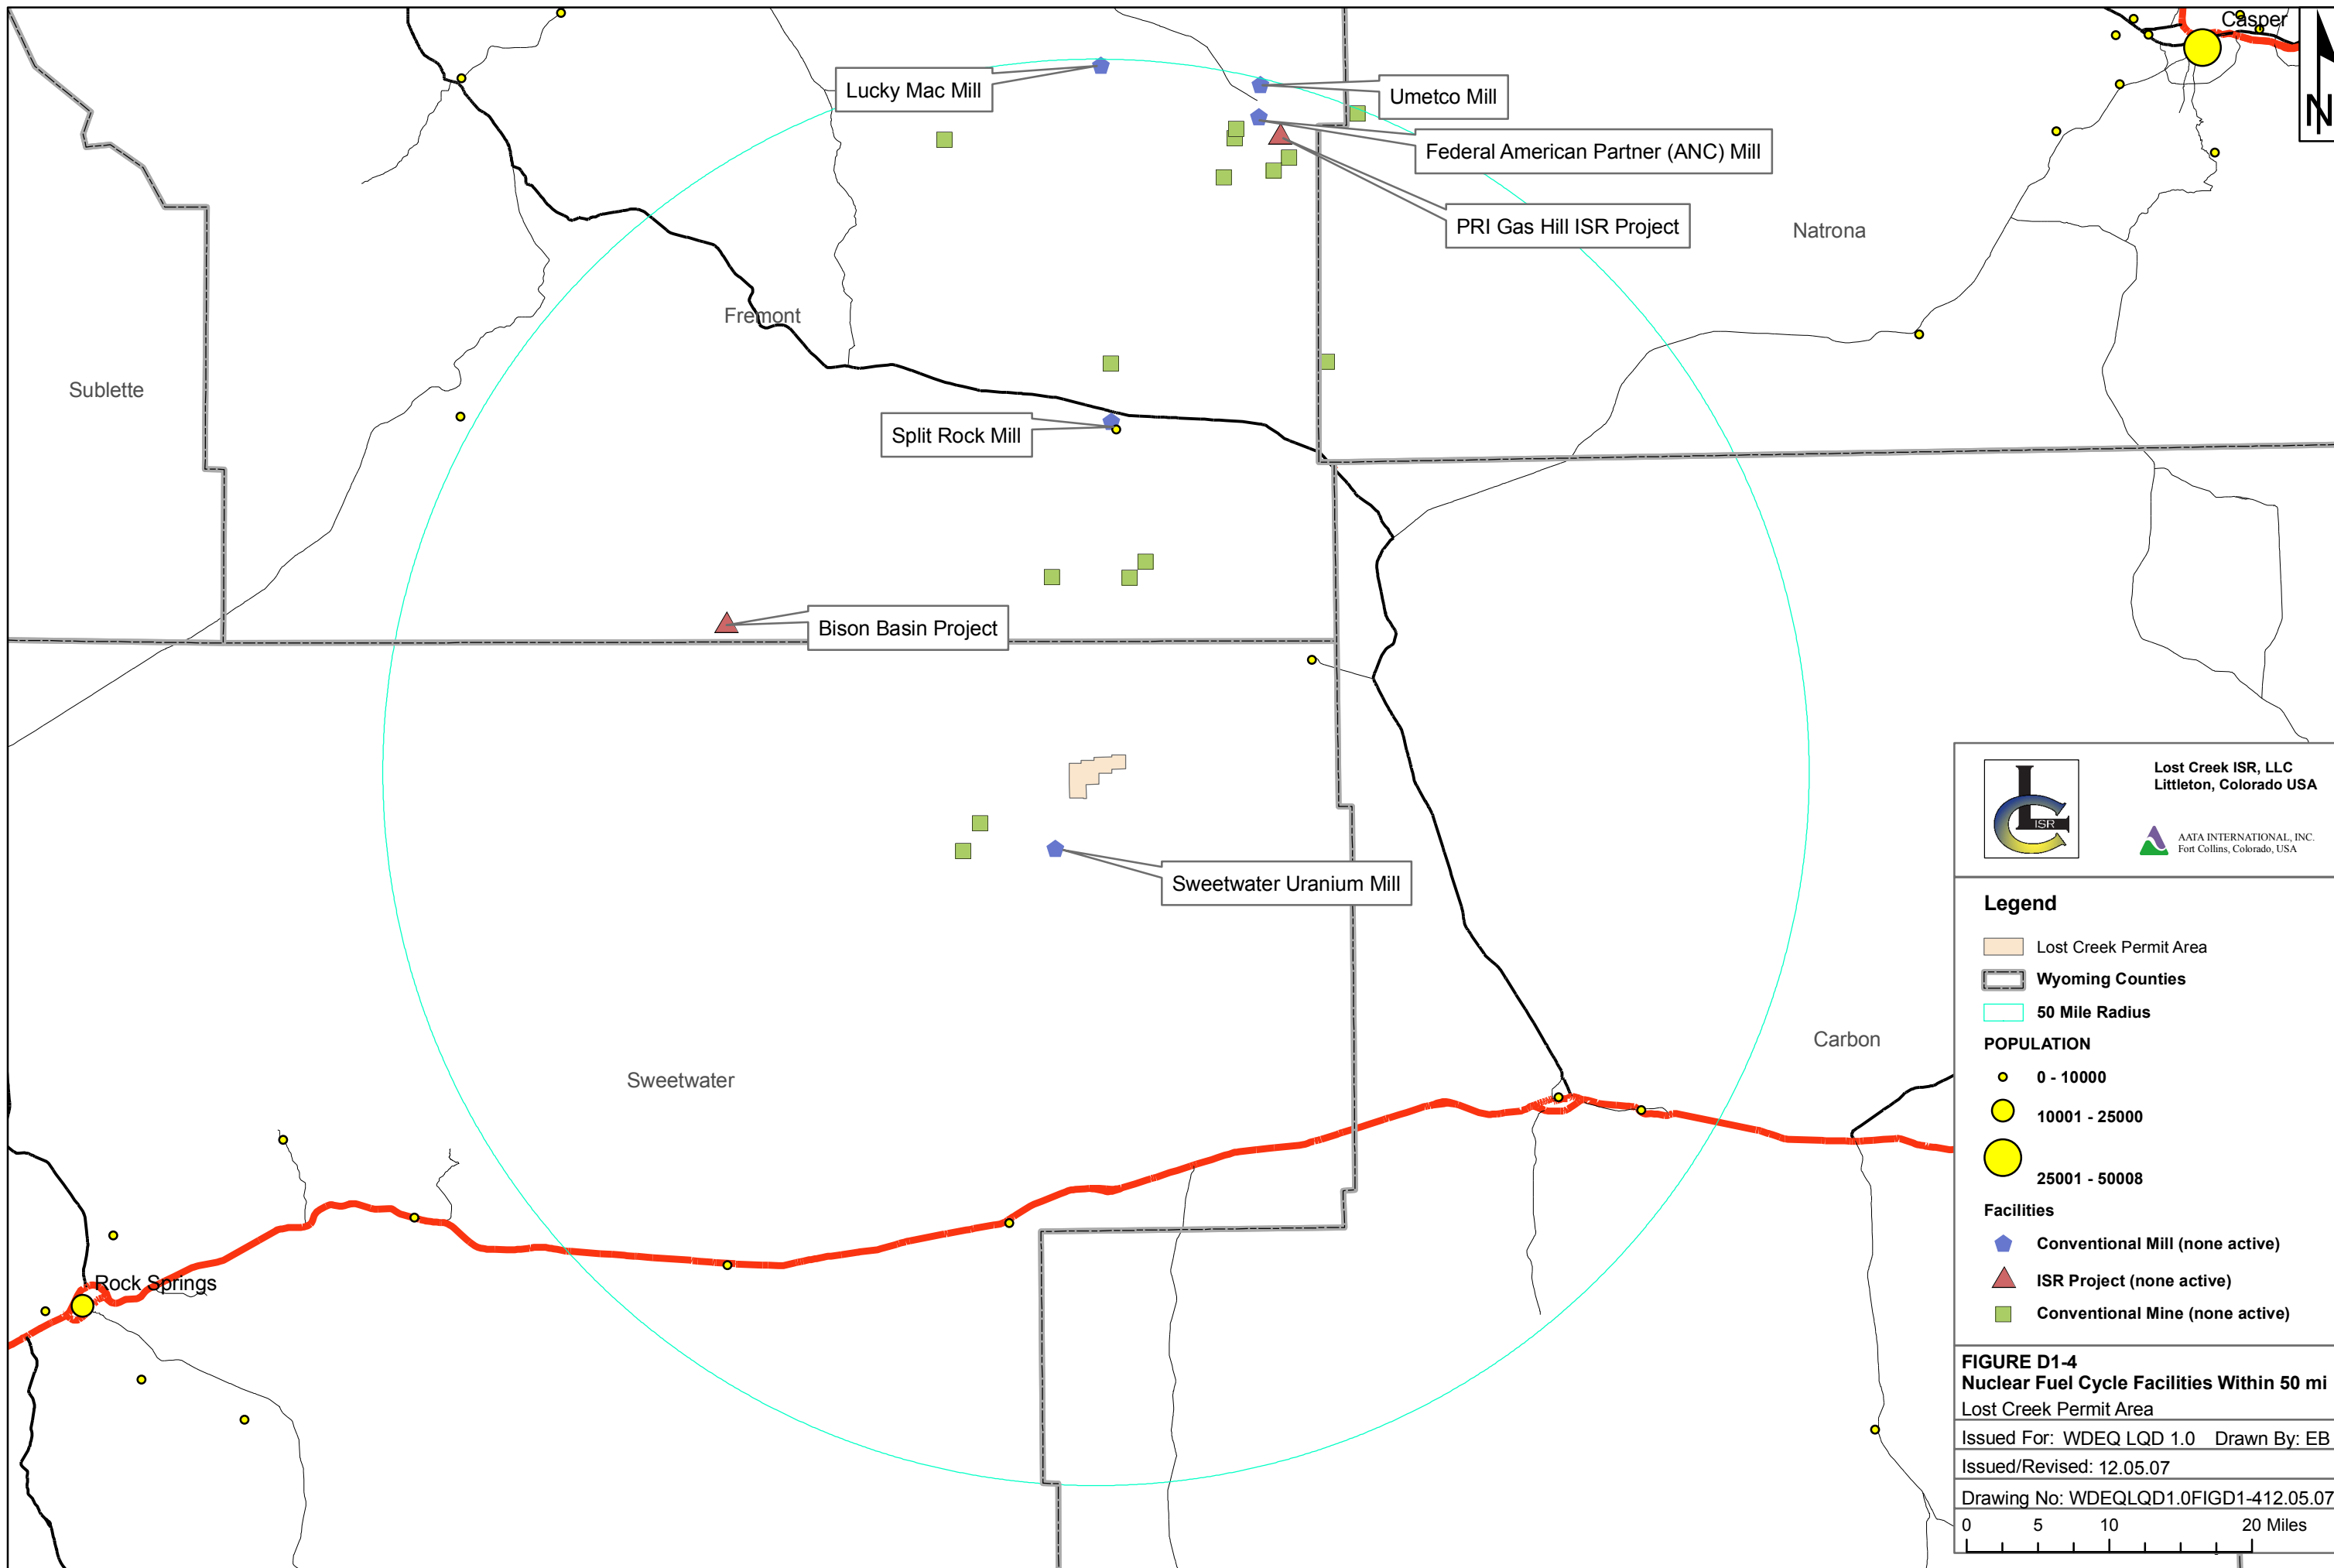 Casper
N
Lucky Mac Mill
Umetco Mill
Federal American Partner (ANC) Mill
PRI Gas Hill ISR Project
Natrona
Fremont
Sublette
Split Rock Mill
Bison Basin Project
Sweetwater Uranium Mill
Carbon
Sweetwater
Rock Springs
LC ISR
Lost Creek ISR, LLC
Littleton, Colorado USA
AATA INTERNATIONAL, INC.
Fort Collins, Colorado, USA
Legend
Lost Creek Permit Area
Wyoming Counties
50 Mile Radius
POPULATION
0 - 10000
10001 - 25000
25001 - 50008
Facilities
Conventional Mill (none active)
ISR Project (none active)
Conventional Mine (none active)
FIGURE D1-4
Nuclear Fuel Cycle Facilities Within 50 mi
Lost Creek Permit Area
Issued For: WDEQ LQD 1.0 Drawn By: EB
Issued/Revised: 12.05.07
Drawing No: WDEQLQD1.0FIGD1-412.05.07
0 5 10 20 Miles